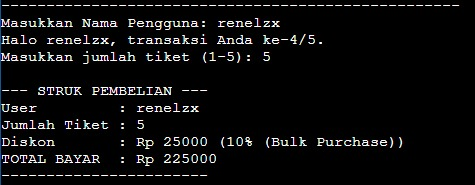 --------------------------------------------------
Masukkan Nama Pengguna: renelzx
Halo renelzx, transaksi Anda ke-4/5.
Masukkan jumlah tiket (1-5): 5
--- STRUK PEMBELIAN ---
User         : renelzx
Jumlah Tiket : 5
Diskon       : Rp 25000 (10% (Bulk Purchase))
TOTAL BAYAR  : Rp 225000
-----------------------